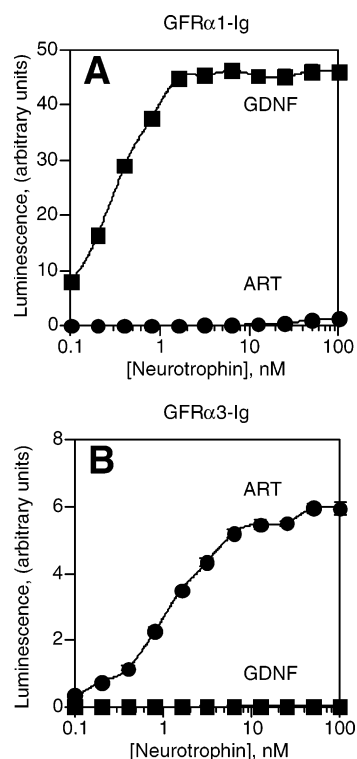 GFRα1-Ig
A
Luminescence, (arbitrary units)
50
40
30
20
10
0
GDNF
ART
0.1 1 10 100
[Neurotrophin], nM
GFRα3-Ig
B
Luminescence, (arbitrary units)
8
6
4
2
0
ART
GDNF
0.1 1 10 100
[Neurotrophin], nM